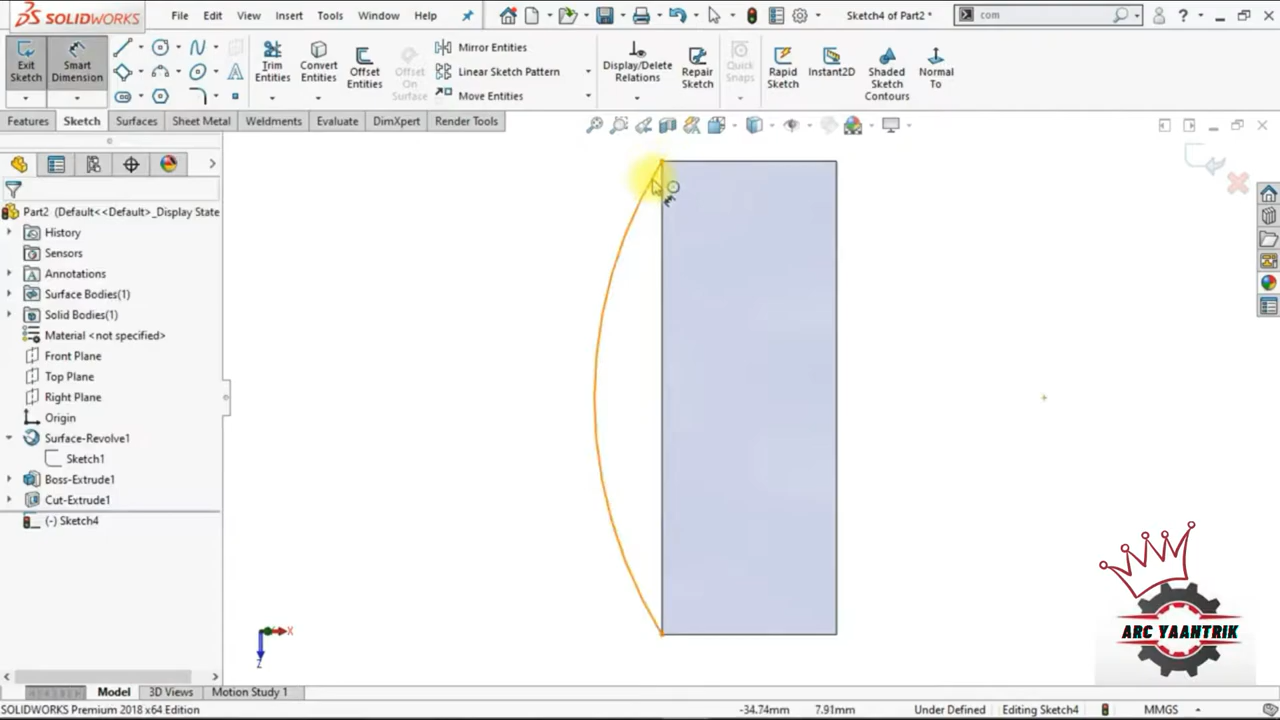 SOLIDWORKS
File Edit View Insert Tools Window Help
Sketch4 of Part2 *
com
Exit Sketch
Smart Dimension
Trim Entities
Convert Entities
Offset Entities
Offset On Surface
Mirror Entities
Linear Sketch Pattern
Move Entities
Display/Delete Relations
Repair Sketch
Quick Snaps
Rapid Sketch
Instant2D
Shaded Sketch Contours
Normal To
Features Sketch Surfaces Sheet Metal Weldments Evaluate DimXpert Render Tools
Part2 (Default<<Default>_Display State
History
Sensors
Annotations
Surface Bodies(1)
Solid Bodies(1)
Material <not specified>
Front Plane
Top Plane
Right Plane
Origin
Surface-Revolve1
Sketch1
Boss-Extrude1
Cut-Extrude1
(-) Sketch4
X
Z
ARC YAANTRIK
Model 3D Views Motion Study 1
SOLIDWORKS Premium 2018 x64 Edition
-34.74mm 7.91mm Under Defined Editing Sketch4 MMGS